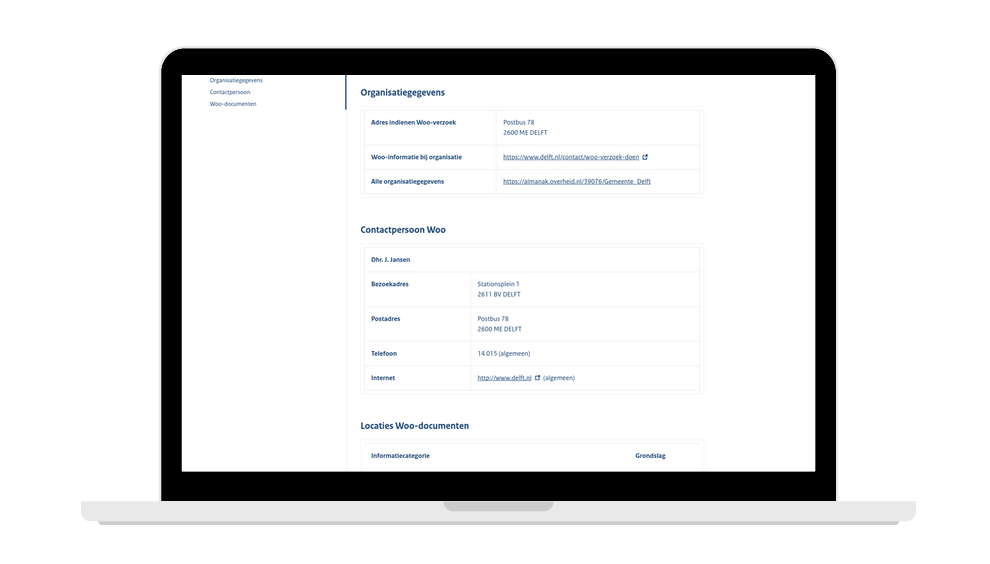 Organisatiegegevens
Contactpersoon
Woo-documenten
Organisatiegegevens
Adres indienen Woo-verzoek
Postbus 78
2600 ME DELFT
Woo-informatie bij organisatie
https://www.delft.nl/contact/woo-verzoek-doen
Alle organisatiegegevens
https://almanak.overheid.nl/39076/Gemeente_Delft
Contactpersoon Woo
Dhr. J. Jansen
Bezoekadres
Stationsplein 1
2611 BV DELFT
Postadres
Postbus 78
2600 ME DELFT
Telefoon
14 015 (algemeen)
Internet
http://www.delft.nl (algemeen)
Locaties Woo-documenten
Informatiecategorie Grondslag